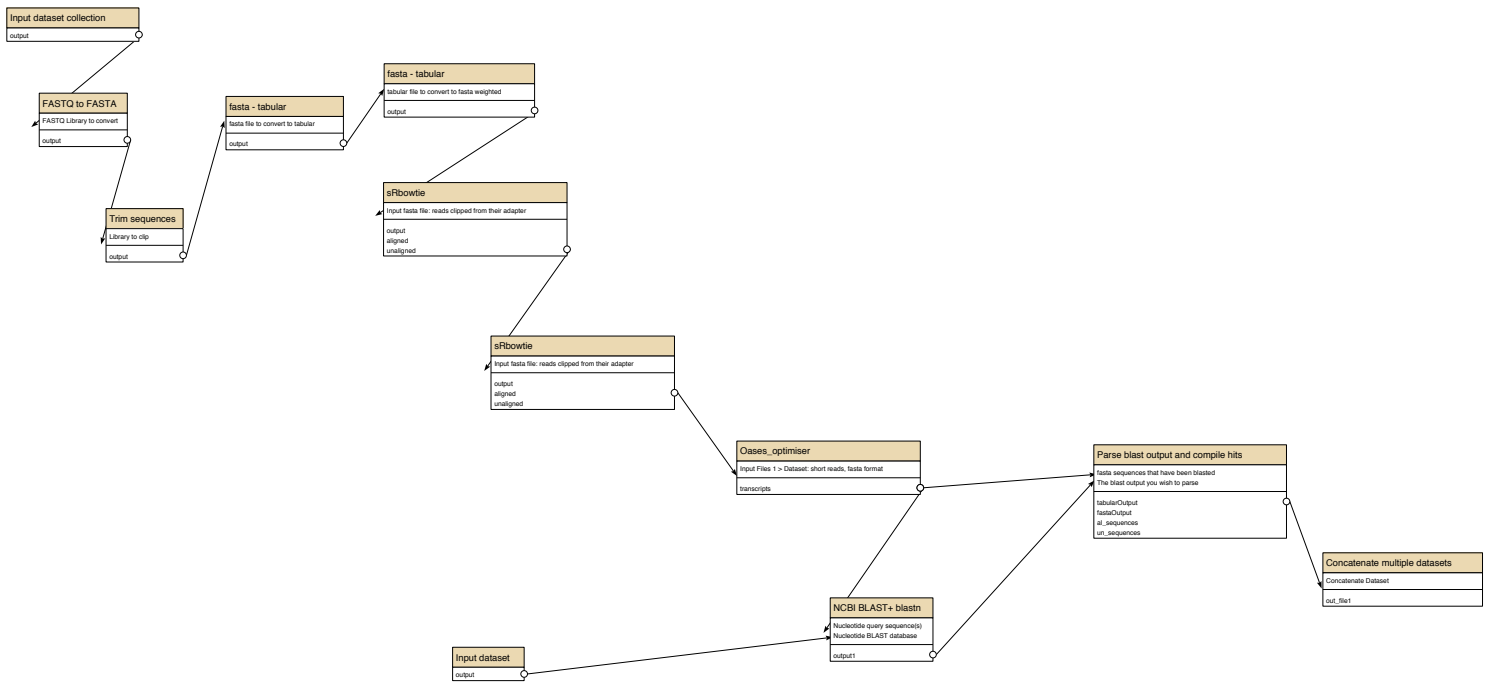 Input dataset collection
output
FASTQ to FASTA
FASTQ Library to convert
output
Trim sequences
Library to clip
output
fasta - tabular
fasta file to convert to tabular
output
fasta - tabular
tabular file to convert to fasta weighted
output
sRbowtie
Input fasta file: reads clipped from their adapter
output
aligned
unaligned
sRbowtie
Input fasta file: reads clipped from their adapter
output
aligned
unaligned
Oases_optimiser
Input Files 1 > Dataset: short reads, fasta format
transcripts
Input dataset
output
NCBI BLAST+ blastn
Nucleotide query sequence(s)
Nucleotide BLAST database
output1
Parse blast output and compile hits
fasta sequences that have been blasted
The blast output you wish to parse
tabularOutput
fastaOutput
al_sequences
un_sequences
Concatenate multiple datasets
Concatenate Dataset
out_file1